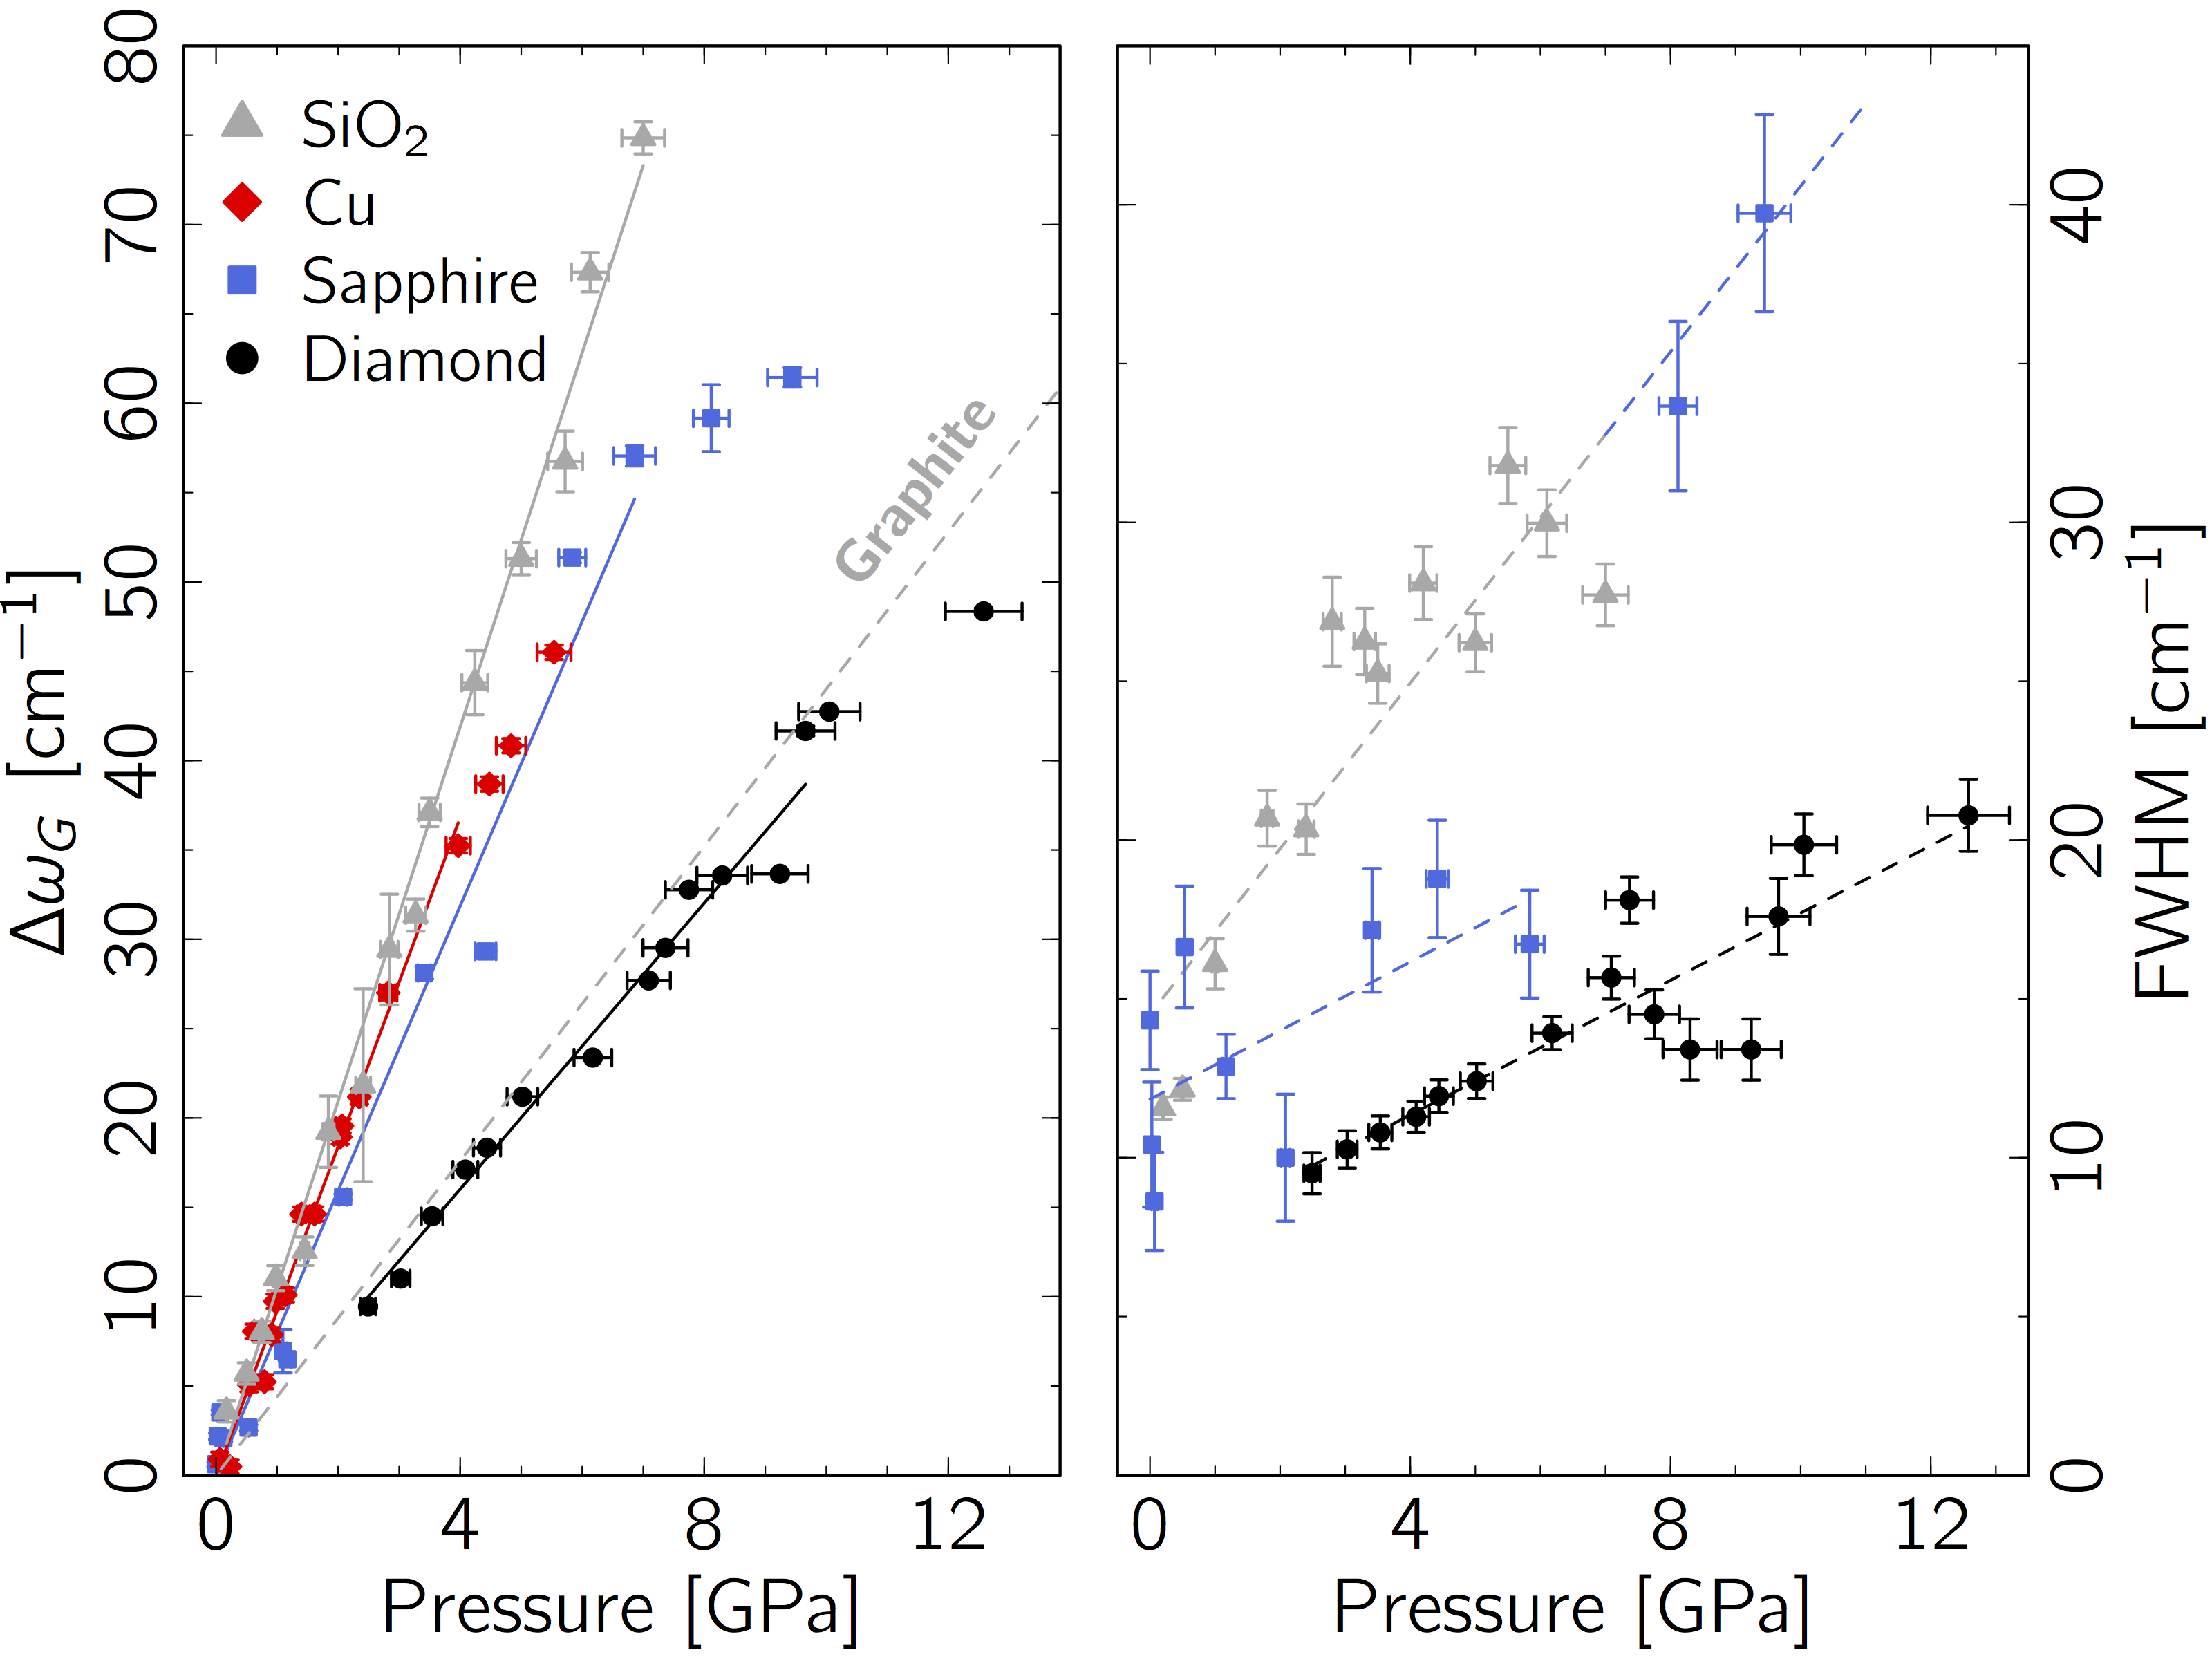 80
70
60
50
40
30
20
10
0
Δω_G [cm⁻¹]
SiO₂
Cu
Sapphire
Diamond
Graphite
0 4 8 12
Pressure [GPa]
40
30
20
10
0
FWHM [cm⁻¹]
0 4 8 12
Pressure [GPa]